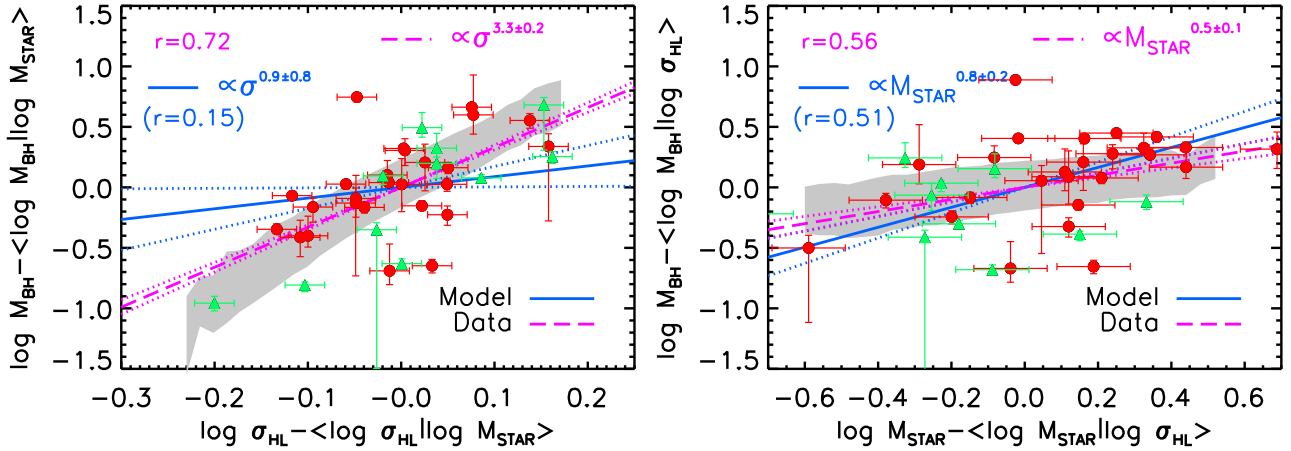 log M_BH−<log M_BH|log M_STAR>
1.5
1.0
0.5
0.0
−0.5
−1.0
−1.5
r=0.72
∝σ^3.3±0.2
∝σ^0.9±0.8
(r=0.15)
Model
Data
−0.3 −0.2 −0.1 −0.0 0.1 0.2
log σ_HL−<log σ_HL|log M_STAR>
log M_BH−<log M_BH|log σ_HL>
1.5
1.0
0.5
0.0
−0.5
−1.0
−1.5
r=0.56
∝M_STAR^0.5±0.1
∝M_STAR^0.8±0.2
(r=0.51)
Model
Data
−0.6 −0.4 −0.2 −0.0 0.2 0.4 0.6
log M_STAR−<log M_STAR|log σ_HL>